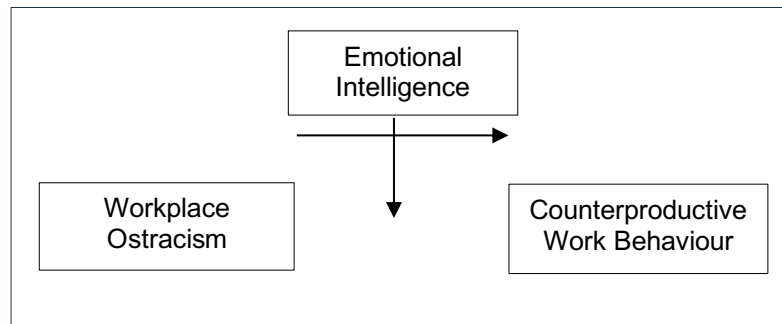 Emotional
Intelligence
Workplace
Ostracism
Counterproductive
Work Behaviour